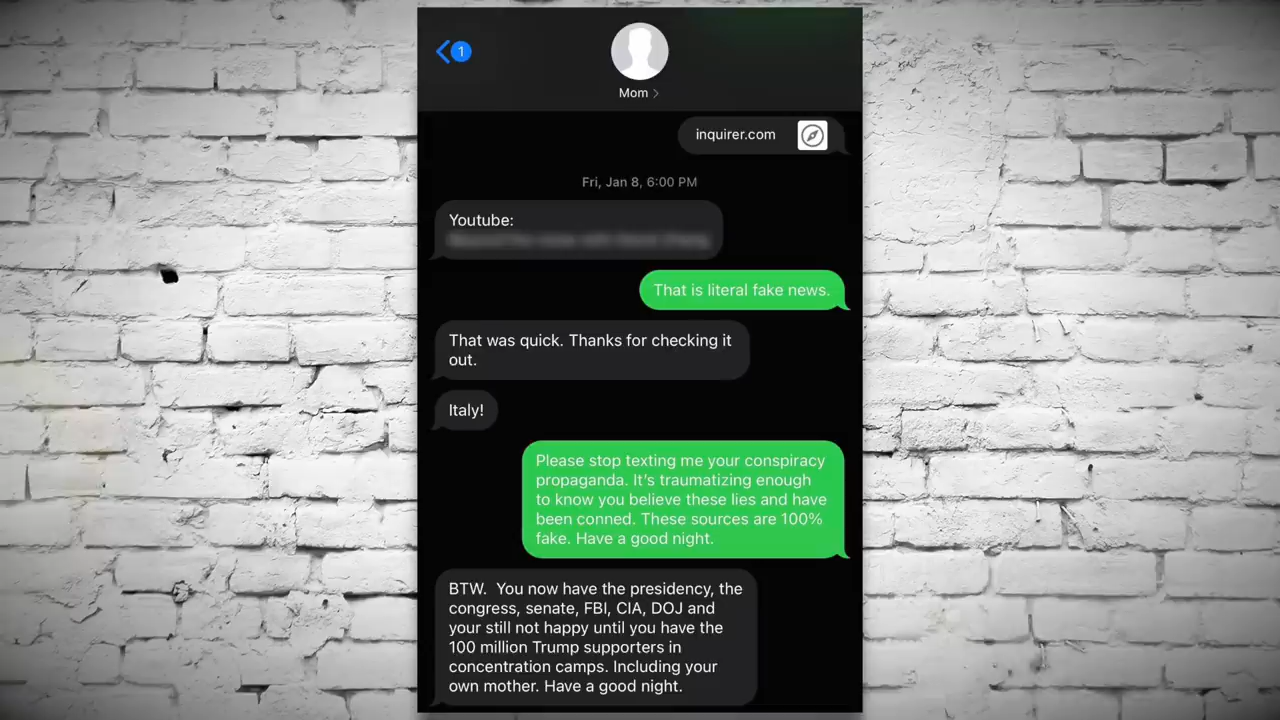 1
Mom
inquirer.com
Fri, Jan 8, 6:00 PM
Youtube:
That is literal fake news.
That was quick. Thanks for checking it
out.
Italy!
Please stop texting me your conspiracy
propaganda. It's traumatizing enough
to know you believe these lies and have
been conned. These sources are 100%
fake. Have a good night.
BTW.  You now have the presidency, the
congress, senate, FBI, CIA, DOJ and
your still not happy until you have the
100 million Trump supporters in
concentration camps. Including your
own mother. Have a good night.